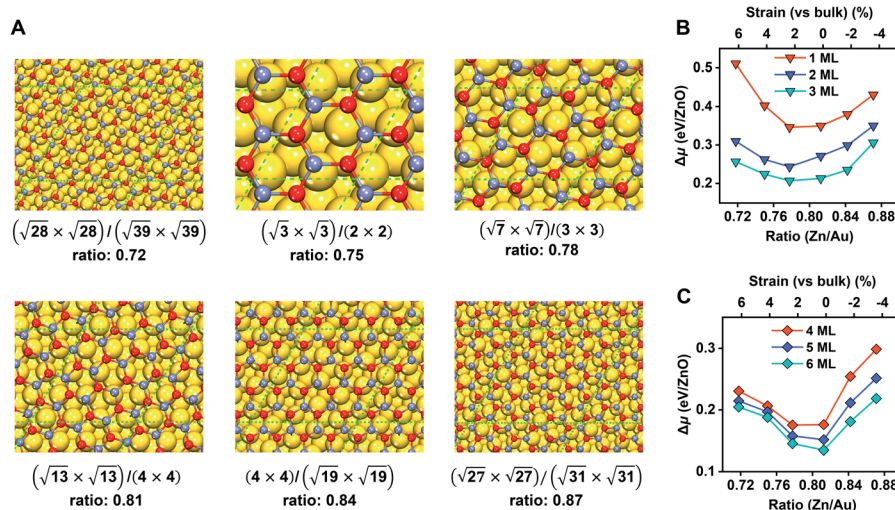 A
(√28 × √28)/(√39 × √39)
ratio: 0.72
(√3 × √3)/(2 × 2)
ratio: 0.75
(√7 × √7)/(3 × 3)
ratio: 0.78
(√13 × √13)/(4 × 4)
ratio: 0.81
(4 × 4)/(√19 × √19)
ratio: 0.84
(√27 × √27)/(√31 × √31)
ratio: 0.87
B
Strain (vs bulk) (%)
6 4 2 0 -2 -4
1 ML
2 ML
3 ML
0.5
0.4
0.3
0.2
Δμ (eV/ZnO)
0.72 0.76 0.80 0.84 0.88
Ratio (Zn/Au)
C
Strain (vs bulk) (%)
6 4 2 0 -2 -4
4 ML
5 ML
6 ML
0.3
0.2
0.1
Δμ (eV/ZnO)
0.72 0.76 0.80 0.84 0.88
Ratio (Zn/Au)